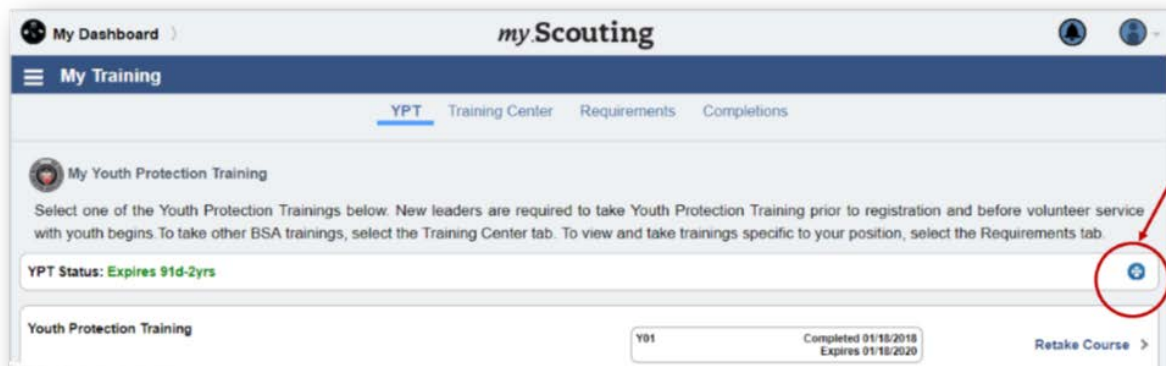 My Dashboard
my.Scouting
My Training
YPT Training Center Requirements Completions
My Youth Protection Training
Select one of the Youth Protection Trainings below. New leaders are required to take Youth Protection Training prior to registration and before volunteer service
with youth begins.To take other BSA trainings, select the Training Center tab. To view and take trainings specific to your position, select the Requirements tab.
YPT Status: Expires 91d-2yrs
Youth Protection Training
Y01 Completed 01/18/2018
Expires 01/18/2020
Retake Course